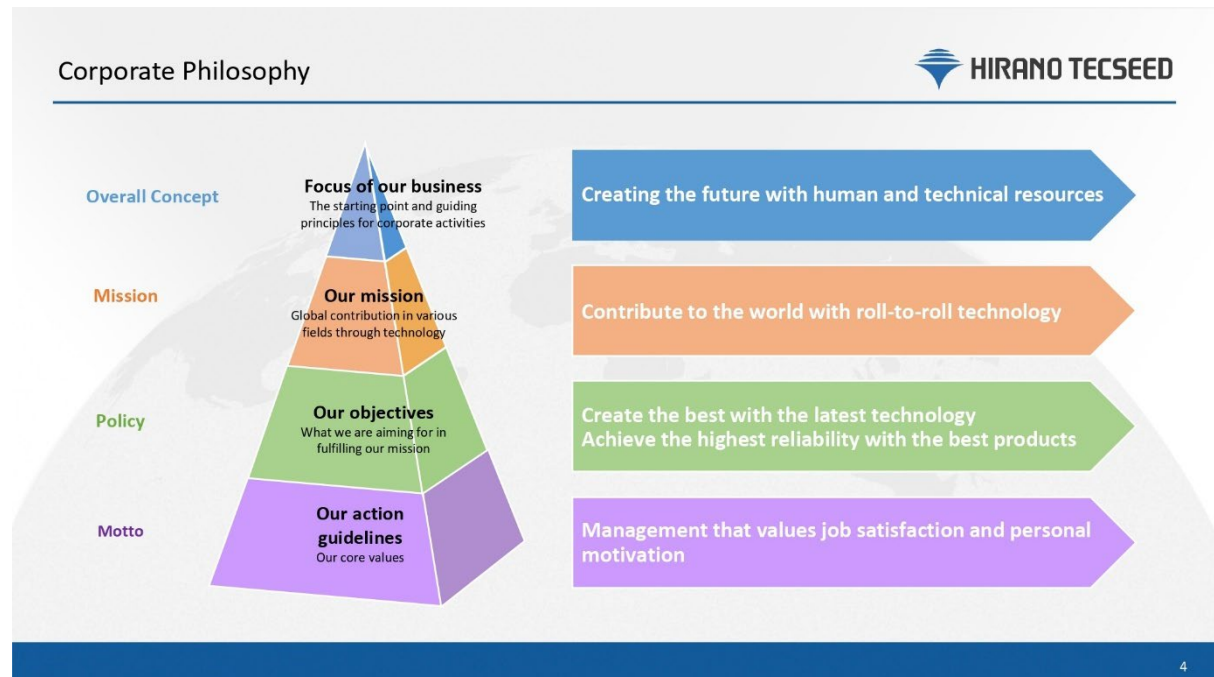 Corporate Philosophy
HIRANO TECSEED
Overall Concept
Focus of our business
The starting point and guiding
principles for corporate activities
Creating the future with human and technical resources
Mission
Our mission
Global contribution in various
fields through technology
Contribute to the world with roll-to-roll technology
Policy
Our objectives
What we are aiming for in
fulfilling our mission
Create the best with the latest technology
Achieve the highest reliability with the best products
Motto
Our action
guidelines
Our core values
Management that values job satisfaction and personal
motivation
4